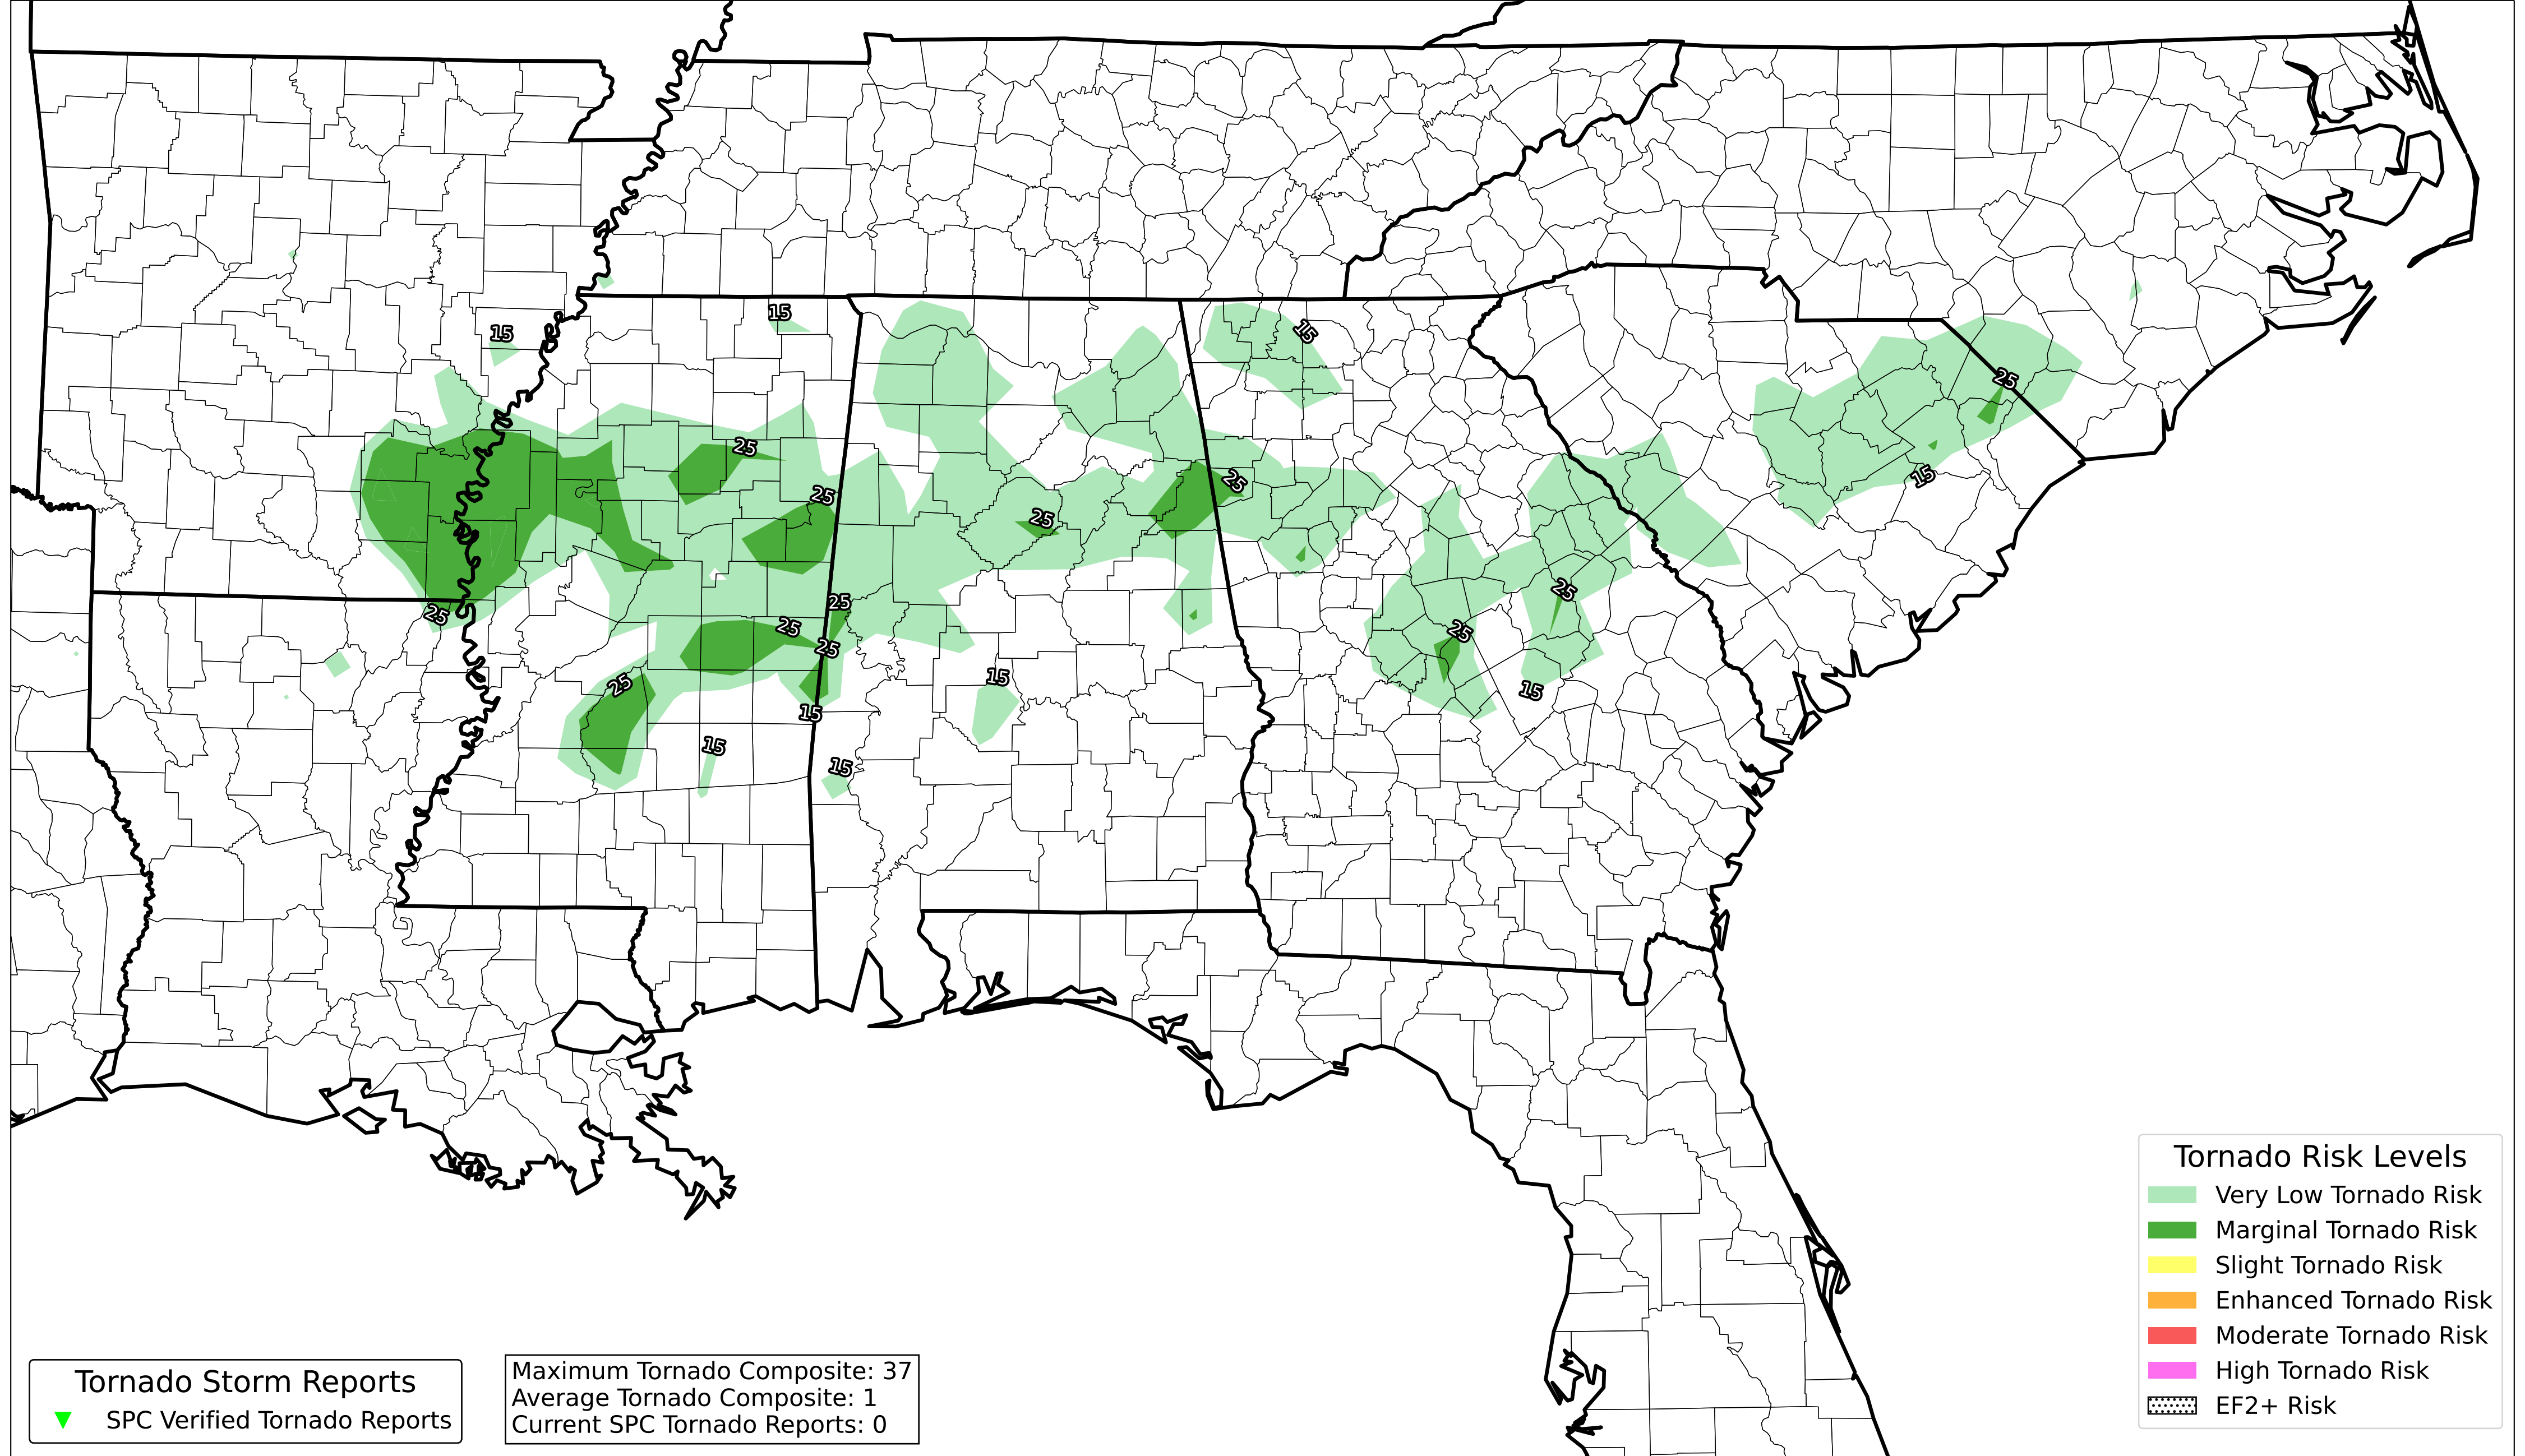 15
15
15
25
25
25
15
25
25
25
15
25
25
25
25
25
25
25
15
15
15
15
15
Tornado Risk Levels
Very Low Tornado Risk
Marginal Tornado Risk
Slight Tornado Risk
Enhanced Tornado Risk
Moderate Tornado Risk
High Tornado Risk
EF2+ Risk
Tornado Storm Reports
SPC Verified Tornado Reports
Maximum Tornado Composite: 37
Average Tornado Composite: 1
Current SPC Tornado Reports: 0